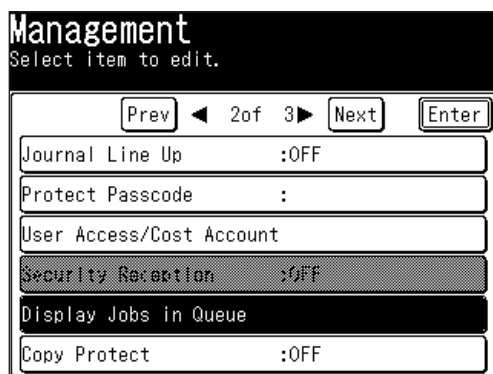 Management
Select item to edit.
Prev ◀ 2of 3▶ Next Enter
Journal Line Up :OFF
Protect Passcode :
User Access/Cost Account
Security Reception :OFF
Display Jobs in Queue
Copy Protect :OFF